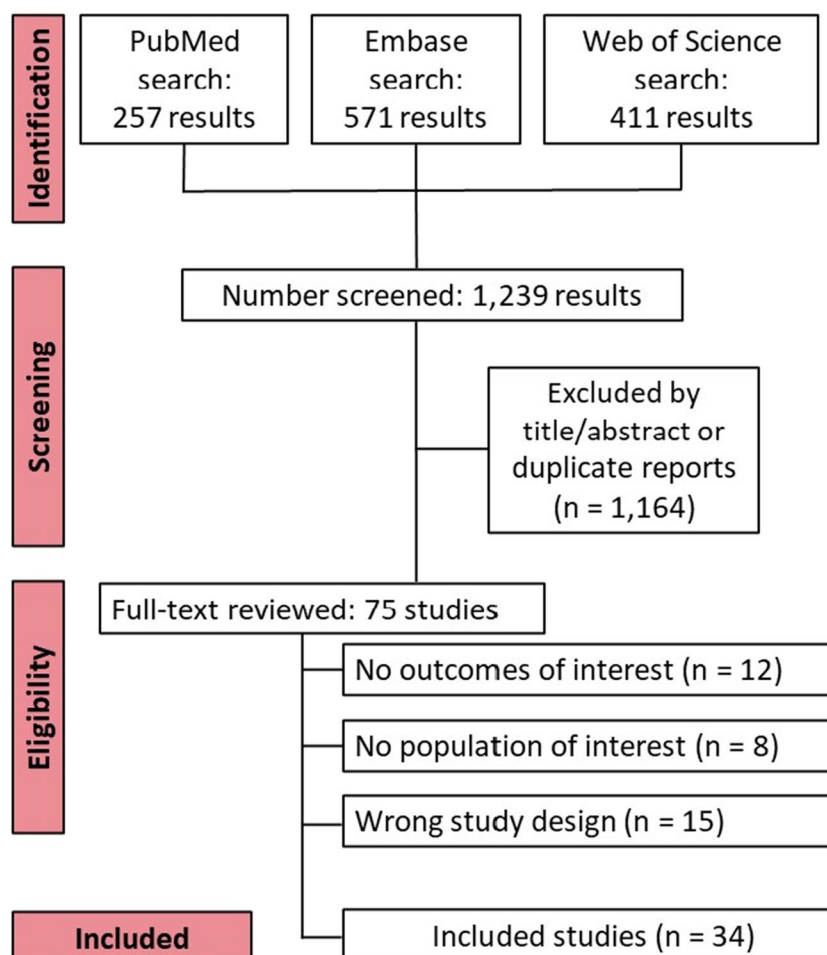 Identification
PubMed
search:
257 results
Embase
search:
571 results
Web of Science
search:
411 results
Screening
Number screened: 1,239 results
Excluded by
title/abstract or
duplicate reports
(n = 1,164)
Eligibility
Full-text reviewed: 75 studies
No outcomes of interest (n = 12)
No population of interest (n = 8)
Wrong study design (n = 15)
Included
Included studies (n = 34)